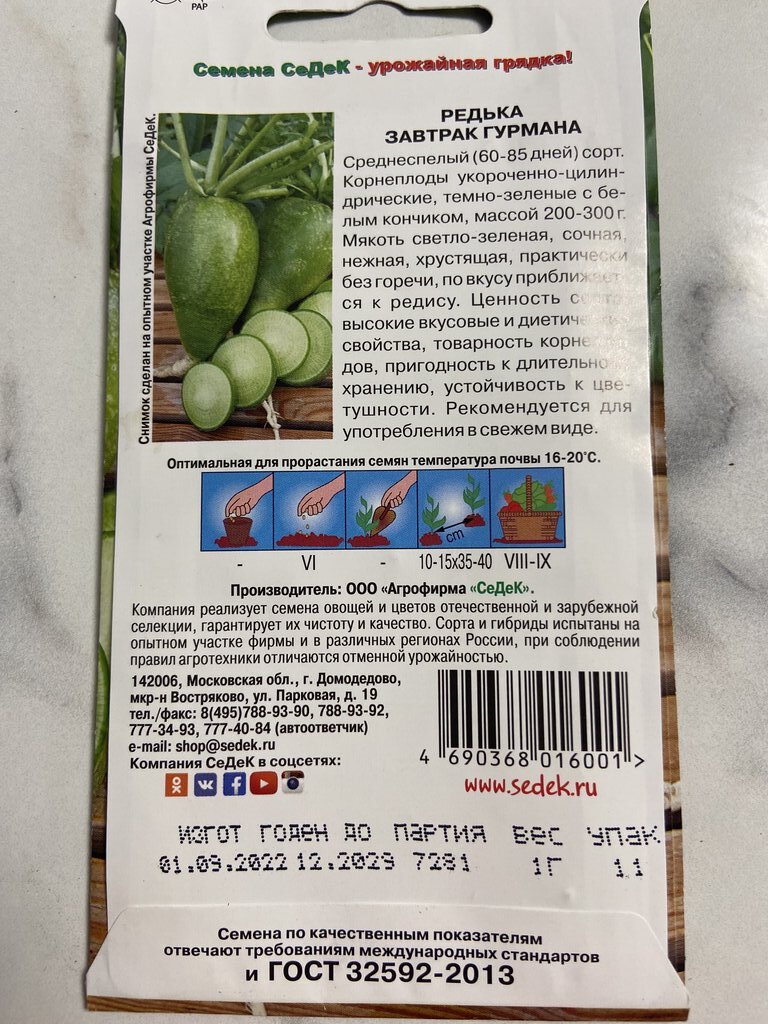 РАР
Семена СеДеК - урожайная грядка!
Снимок сделан на опытном участке Агрофирмы СеДеК.
РЕДЬКА
ЗАВТРАК ГУРМАНА
Среднеспелый (60-85 дней) сорт.
Корнеплоды укороченно-цилин-
дрические, темно-зеленые с бе-
лым кончиком, массой 200-300 г.
Мякоть светло-зеленая, сочная,
нежная, хрустящая, практически
без горечи, по вкусу приближает-
ся к редису. Ценность сорта:
высокие вкусовые и диетические
свойства, товарность корнепло-
дов, пригодность к длительному
хранению, устойчивость к цве-
тушности. Рекомендуется для
употребления в свежем виде.
Оптимальная для прорастания семян температура почвы 16-20°С.
cm
- VI - 10-15х35-40 VIII-IX
Производитель: ООО «Агрофирма «СеДеК».
Компания реализует семена овощей и цветов отечественной и зарубежной
селекции, гарантирует их чистоту и качество. Сорта и гибриды испытаны на
опытном участке фирмы и в различных регионах России, при соблюдении
правил агротехники отличаются отменной урожайностью.
142006, Московская обл., г. Домодедово,
мкр-н Востряково, ул. Парковая, д. 19
тел./факс: 8(495)788-93-90, 788-93-92,
777-34-93, 777-40-84 (автоответчик)
e-mail: shop@sedek.ru
Компания СеДеК в соцсетях:
4 690368 016001 >
www.sedek.ru
ИЗГОТ ГОДЕН ДО ПАРТИЯ ВЕС УПАК
01.09.2022 12.2029 7281 1Г 11
Семена по качественным показателям
отвечают требованиям международных стандартов
и ГОСТ 32592-2013